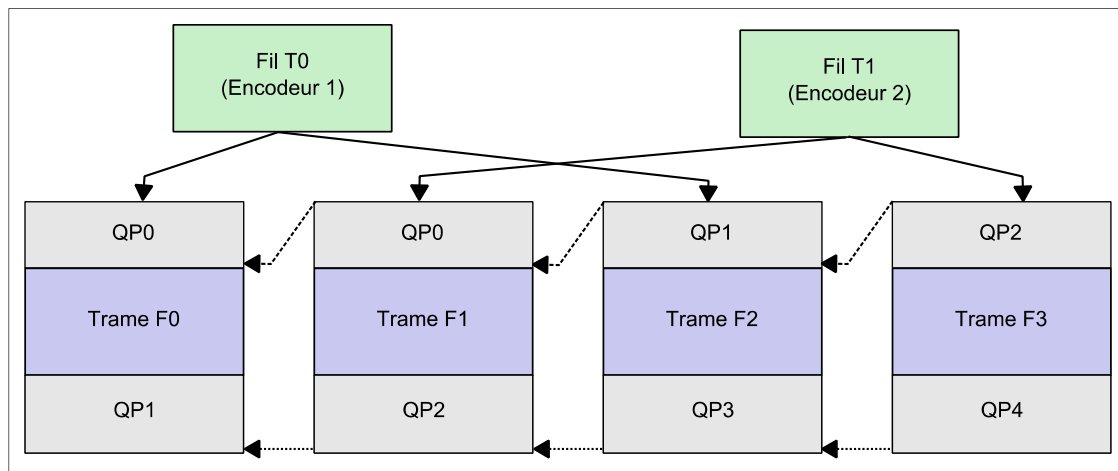 Fil T0
(Encodeur 1)
Fil T1
(Encodeur 2)
QP0
QP0
QP1
QP2
Trame F0
Trame F1
Trame F2
Trame F3
QP1
QP2
QP3
QP4